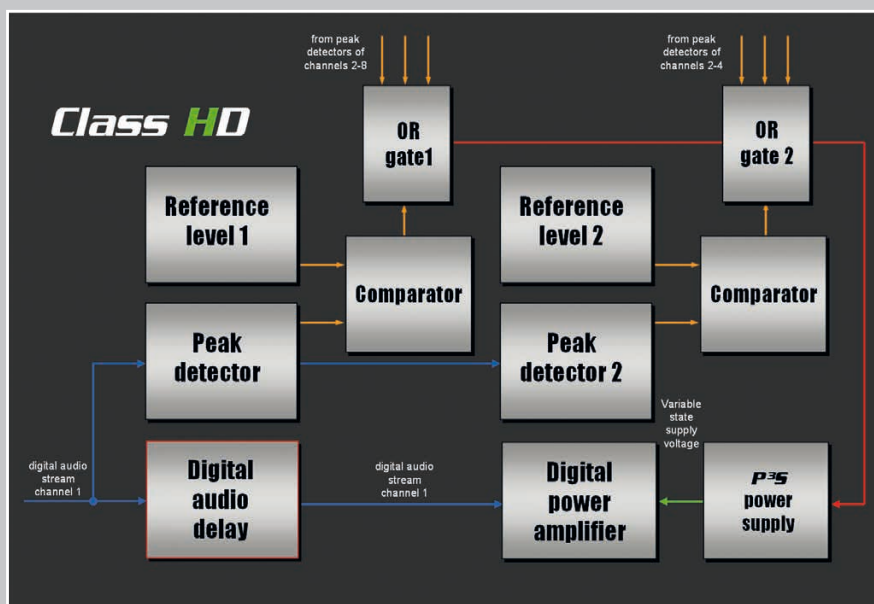 from peak
detectors of
channels 2-8
from peak
detectors of
channels 2-4
Class HD
OR
gate1
OR
gate 2
Reference
level 1
Reference
level 2
Comparator
Comparator
Peak
detector
Peak
detector 2
Variable
state
supply
voltage
digital audio
stream
channel 1
Digital
audio
delay
digital audio
stream
channel 1
Digital
power
amplifier
P³S
power
supply